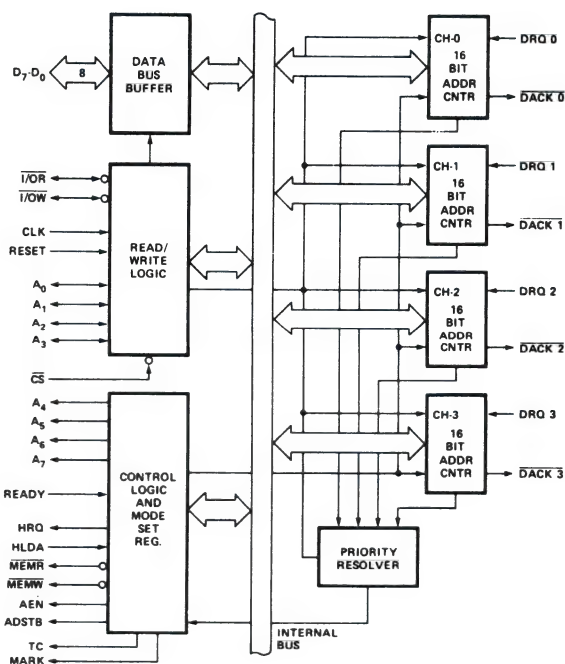 D7-D0
8
DATA
BUS
BUFFER
I/OR
I/OW
CLK
RESET
A0
A1
A2
A3
CS
READ/
WRITE
LOGIC
A4
A5
A6
A7
READY
HRQ
HLDA
MEMR
MEMW
AEN
ADSTB
TC
MARK
CONTROL
LOGIC
AND
MODE
SET
REG.
INTERNAL
BUS
CH-0
16
BIT
ADDR
CNTR
DRQ 0
DACK 0
CH-1
16
BIT
ADDR
CNTR
DRQ 1
DACK 1
CH-2
16
BIT
ADDR
CNTR
DRQ 2
DACK 2
CH-3
16
BIT
ADDR
CNTR
DRQ 3
DACK 3
PRIORITY
RESOLVER